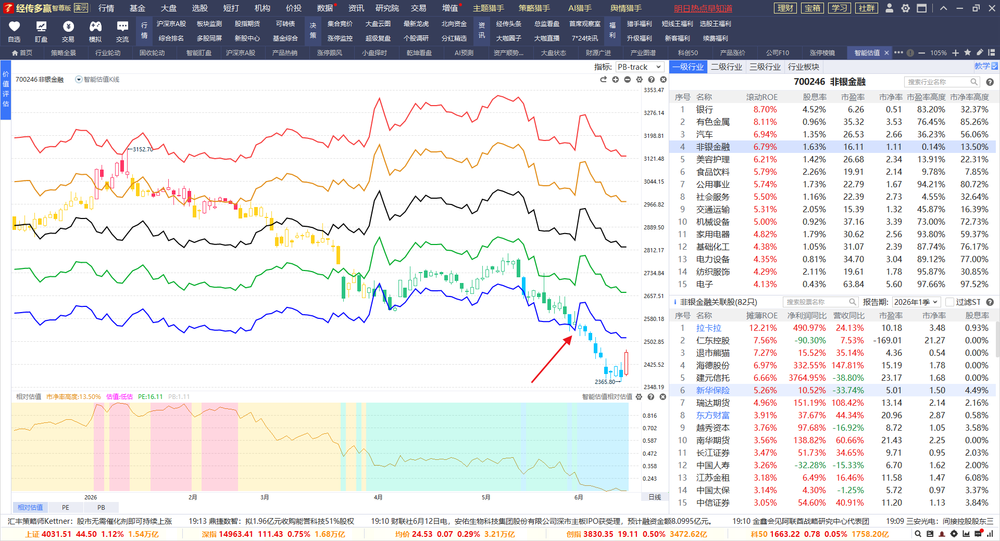 经传多赢 智尊版 演示 行情 基金 大盘 选股 短打 机构 价投 数据 资讯 研究院 交易 增值 主题猎手 策略猎手 AI猎手 舆情猎手 明日热点早知道 理财 宝箱 学习 社群
自选 盯盘 交易 模拟 交流
行情 沪深京A股 板块监测 股指期货 可转债 决策 集合竞价 大盘云图 最新龙虎 北向资金 资讯 经传头条 总监看盘 首席观察室 福利 猎手福利 短线王福利 选股王福利
综合排名 多股同屏 新股中心 基金综合 涨停监控 超级复盘 个股调研 分红精选 大咖圈子 大咖直播 7*24快讯 升级福利 新客福利 续费福利
首页 策略全景 行业轮动 固收轮动 智能盯盘 沪深京A股 产品热销 涨停跟风 小盘择时 乾坤看盘 AI预测 资产顺势... 大盘状态 财源广进 产业图谱 科创50 产品涨价 公司F10 涨停棱镜 智能估值 105%
价值评估
指标: PB-track
700246 非银金融 智能估值K线
3353.47
3276.14
3198.81
3121.48
3044.15
2966.82
2889.50
2812.17
2734.84
2657.51
2580.18
2502.85
2425.52
2348.19
3152.70
2365.80
相对估值 市净率高度:13.50% 估值:低估 PE:16.11 PB:1.11 智能估值相对估值
0.816
0.702
0.587
0.472
0.358
0.243
2026 2月 3月 4月 5月 6月 日线
相对估值 PE PB
一级行业 二级行业 三级行业 行业板块 教学
700246 非银金融 搜索行业名称
序号 名称 滚动ROE 股息率 市盈率 市净率 市盈率高度 市净率高度
1 银行 8.70% 4.52% 6.26 0.51 83.20% 32.37%
2 有色金属 8.11% 0.96% 35.32 3.53 76.45% 85.26%
3 汽车 6.94% 1.35% 26.53 2.66 36.23% 56.06%
4 非银金融 6.79% 1.63% 16.11 1.11 0.14% 13.50%
5 美容护理 6.21% 1.42% 26.68 2.34 13.91% 22.31%
6 食品饮料 5.79% 2.26% 19.91 2.14 9.78% 7.85%
7 公用事业 5.74% 1.73% 22.79 1.67 94.21% 80.72%
8 社会服务 5.50% 1.16% 22.39 2.73 4.55% 32.64%
9 交通运输 5.31% 2.05% 15.39 1.32 45.87% 16.39%
10 机械设备 5.00% 0.92% 37.16 3.39 73.00% 72.73%
11 家用电器 4.82% 1.79% 30.62 2.56 93.80% 59.37%
12 基础化工 4.38% 1.05% 31.07 2.39 87.74% 76.17%
13 电力设备 4.35% 0.81% 34.70 3.04 89.12% 77.00%
14 纺织服饰 4.29% 2.11% 19.61 1.78 95.87% 30.85%
15 电子 4.13% 0.43% 63.84 5.60 97.66% 97.52%
非银金融关联股(82只) 搜索股票名称 报告期: 2026年1季 过滤ST
序号 名称 摊薄ROE 净利润同比 营收同比 市盈率 市净率 股息率
1 拉卡拉 12.21% 490.97% 24.13% 10.18 3.48 0.93%
2 仁东控股 7.56% -90.30% 7.53% -169.01 21.27 0.00%
3 退市熊猫 7.27% 15.52% 35.14% 4.36 0.54 0.00%
4 海德股份 6.97% 332.55% 147.81% 15.19 1.78 0.00%
5 建元信托 6.66% 3764.95% -38.80% 23.17 1.68 0.00%
6 新华保险 5.26% 10.52% -33.74% 5.01 1.50 4.49%
7 瑞达期货 4.96% 151.19% 108.42% 13.14 2.14 2.16%
8 东方财富 3.91% 37.67% 44.34% 20.96 2.87 0.58%
9 越秀资本 3.76% 97.68% -16.92% 8.72 1.05 3.58%
10 南华期货 3.56% 138.82% 60.66% 21.43 2.25 0.00%
11 长江证券 3.47% 51.73% 34.65% 9.71 0.95 2.03%
12 中国人寿 3.26% -32.28% -15.33% 6.70 1.62 2.00%
13 江苏金租 3.18% 6.49% 16.46% 11.58 1.47 6.08%
14 中国太保 3.14% 4.30% -1.25% 5.72 0.97 3.37%
15 中信证券 3.05% 54.60% 40.91% 11.20 1.13 3.84%
汇丰策略师Kettner：股市无需催化剂即可持续上涨 19:13 鼎捷数智：拟1.96亿元收购能誉科技51%股权 19:10 财联社6月12日电，安佑生物科技集团股份有限公司深市主板IPO获受理，预计融资金额8.0995亿元。 19:10 金鑫会见阿联酋战略研究中心代表团 19:09 三安光电：间接控股股东三
上证 4031.51 44.50 1.12% 1.54万亿 深指 14963.41 111.43 0.75% 1.68万亿 均价 24.53 0.07 0.29% 3.21万亿 创指 3830.35 19.11 0.50% 3472.62亿 科50 1663.22 0.78 0.05% 1758.20亿